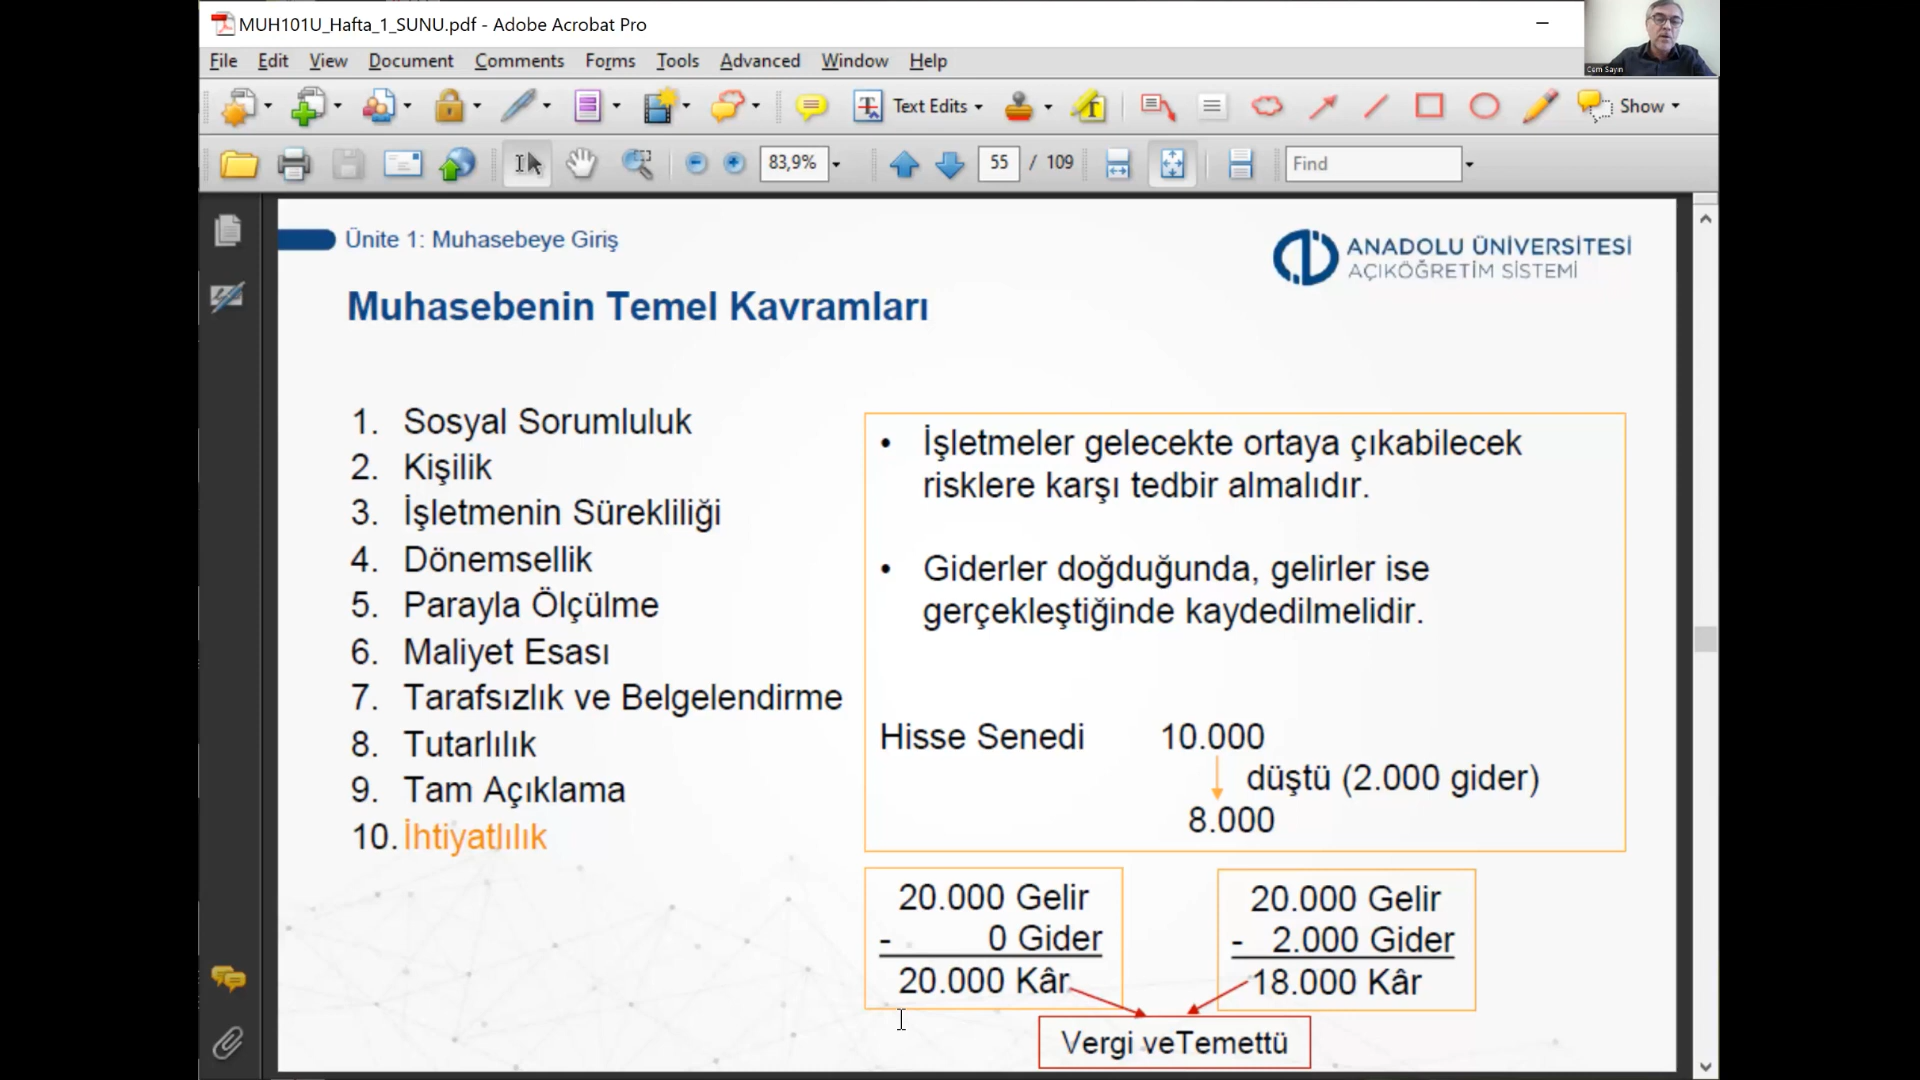 MUH101U_Hafta_1_SUNU.pdf - Adobe Acrobat Pro
File Edit View Document Comments Forms Tools Advanced Window Help
Cem Sayın
Text Edits
Show
83,9%
55 / 109
Find
Ünite 1: Muhasebeye Giriş
ANADOLU ÜNİVERSİTESİ
AÇIKÖĞRETİM SİSTEMİ
Muhasebenin Temel Kavramları
1. Sosyal Sorumluluk
2. Kişilik
3. İşletmenin Sürekliliği
4. Dönemsellik
5. Parayla Ölçülme
6. Maliyet Esası
7. Tarafsızlık ve Belgelendirme
8. Tutarlılık
9. Tam Açıklama
10. İhtiyatlılık
• İşletmeler gelecekte ortaya çıkabilecek
risklere karşı tedbir almalıdır.
• Giderler doğduğunda, gelirler ise
gerçekleştiğinde kaydedilmelidir.
Hisse Senedi 10.000
düştü (2.000 gider)
8.000
20.000 Gelir
- 0 Gider
20.000 Kâr
20.000 Gelir
- 2.000 Gider
18.000 Kâr
Vergi veTemettü